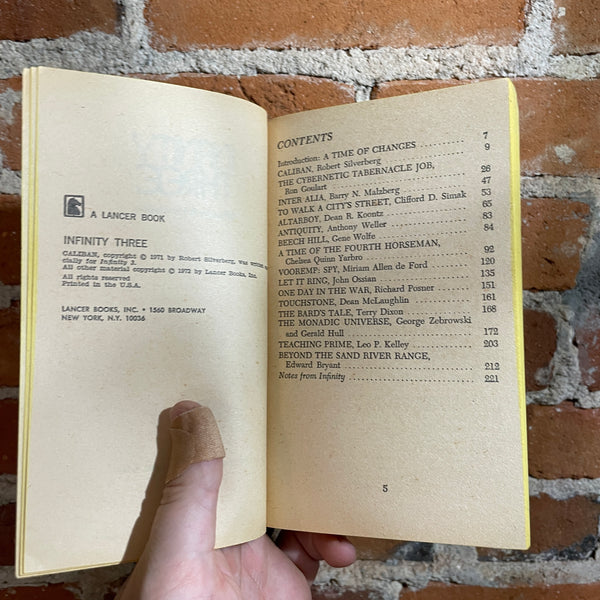 A LANCER BOOK
INFINITY THREE
CALIBAN, copyright © 1971 by Robert Silverberg, was written
cially for Infinity 3.
All other material copyright © 1972 by Lancer Books, Inc.
All rights reserved
Printed in the U.S.A.
LANCER BOOKS, INC. • 1560 BROADWAY
NEW YORK, N.Y. 10036
CONTENTS
Introduction: A TIME OF CHANGES 7
CALIBAN, Robert Silverberg 9
THE CYBERNETIC TABERNACLE JOB,
Ron Goulart 26
INTER ALIA, Barry N. Malzberg 47
TO WALK A CITY'S STREET, Clifford D. Simak 53
ALTARBOY, Dean R. Koontz 65
ANTIQUITY, Anthony Weller 83
BEECH HILL, Gene Wolfe 84
A TIME OF THE FOURTH HORSEMAN,
Chelsea Quinn Yarbro 92
VOOREMP: SPY, Miriam Allen de Ford 120
LET IT RING, John Ossian 135
ONE DAY IN THE WAR, Richard Posner 151
TOUCHSTONE, Dean McLaughlin 161
THE BARD'S TALE, Terry Dixon 168
THE MONADIC UNIVERSE, George Zebrowski
and Gerald Hull 172
TEACHING PRIME, Leo P. Kelley 203
BEYOND THE SAND RIVER RANGE,
Edward Bryant 212
Notes from Infinity 221
5